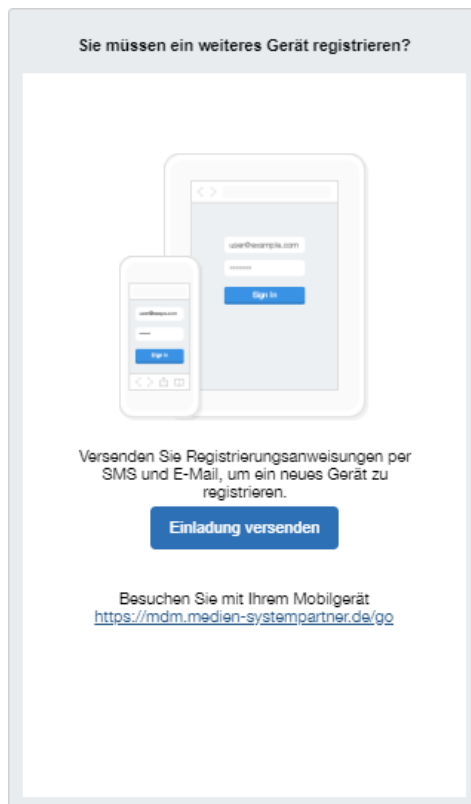 Sie müssen ein weiteres Gerät registrieren?
user@example.com
Sign In
user@example.com
Sign In
Versenden Sie Registrierungsanweisungen per
SMS und E-Mail, um ein neues Gerät zu
registrieren.
Einladung versenden
Besuchen Sie mit Ihrem Mobilgerät
https://mdm.medien-systempartner.de/go